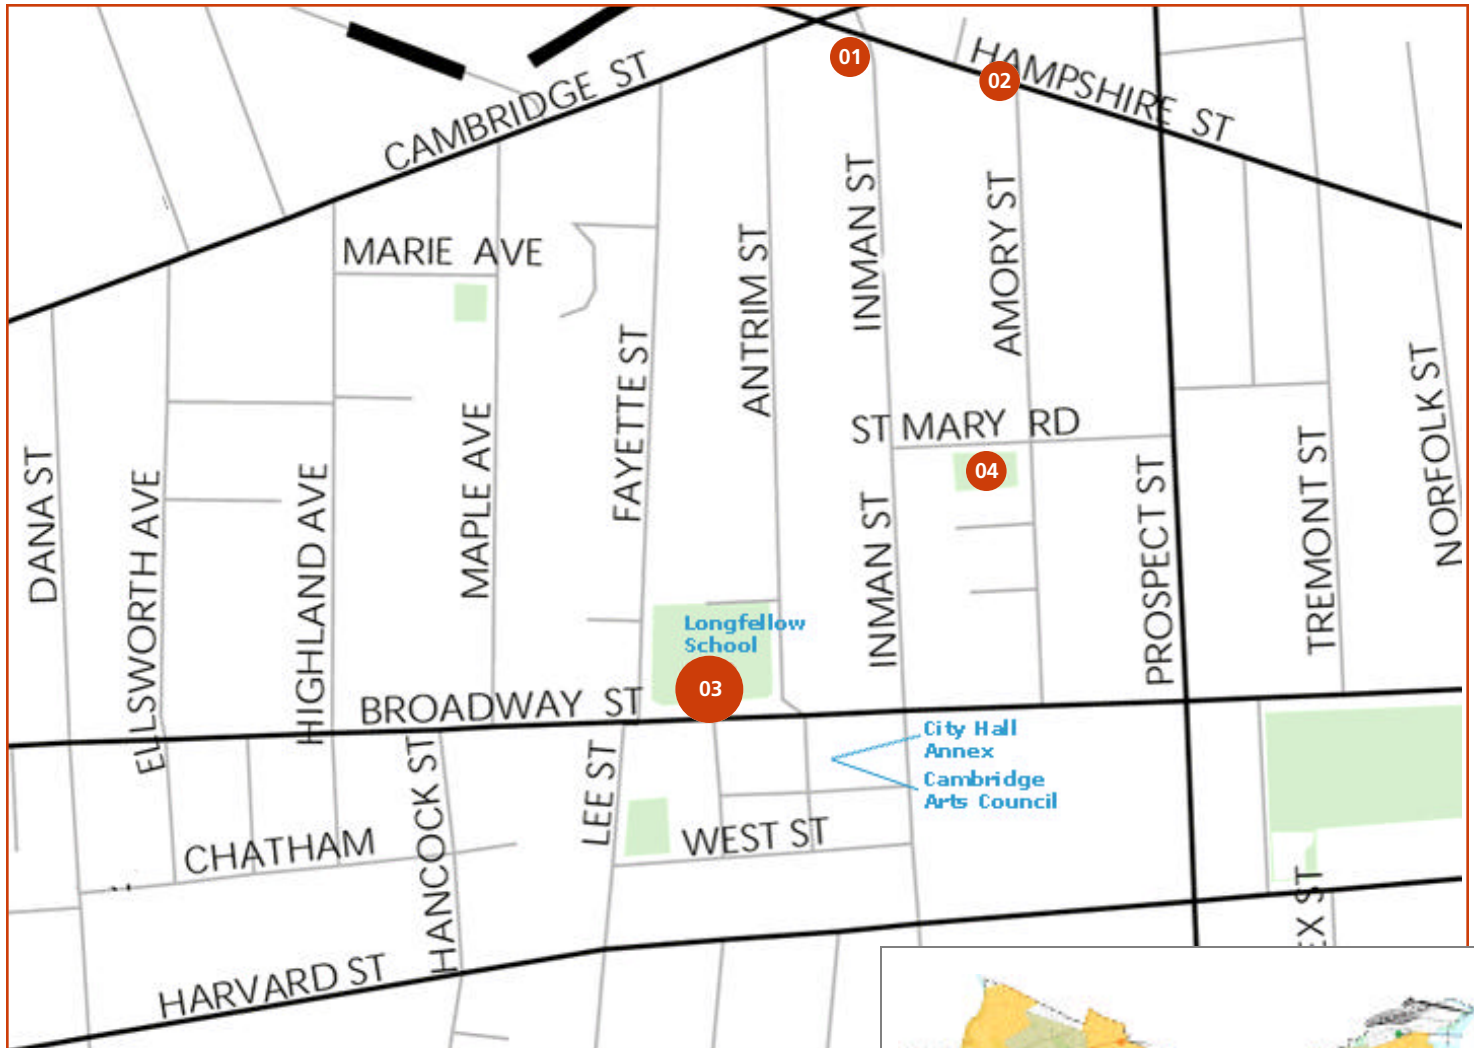 01
02
HAMPSHIRE ST
CAMBRIDGE ST
MARIE AVE
INMAN ST
AMORY ST
ANTRIM ST
FAYETTE ST
ST MARY RD
04
DANA ST
ELLSWORTH AVE
HIGHLAND AVE
MAPLE AVE
INMAN ST
PROSPECT ST
TREMONT ST
NORFOLK ST
Longfellow
School
03
BROADWAY ST
City Hall
Annex
Cambridge
Arts Council
HANCOCK ST
LEE ST
WEST ST
CHATHAM
EX ST
HARVARD ST